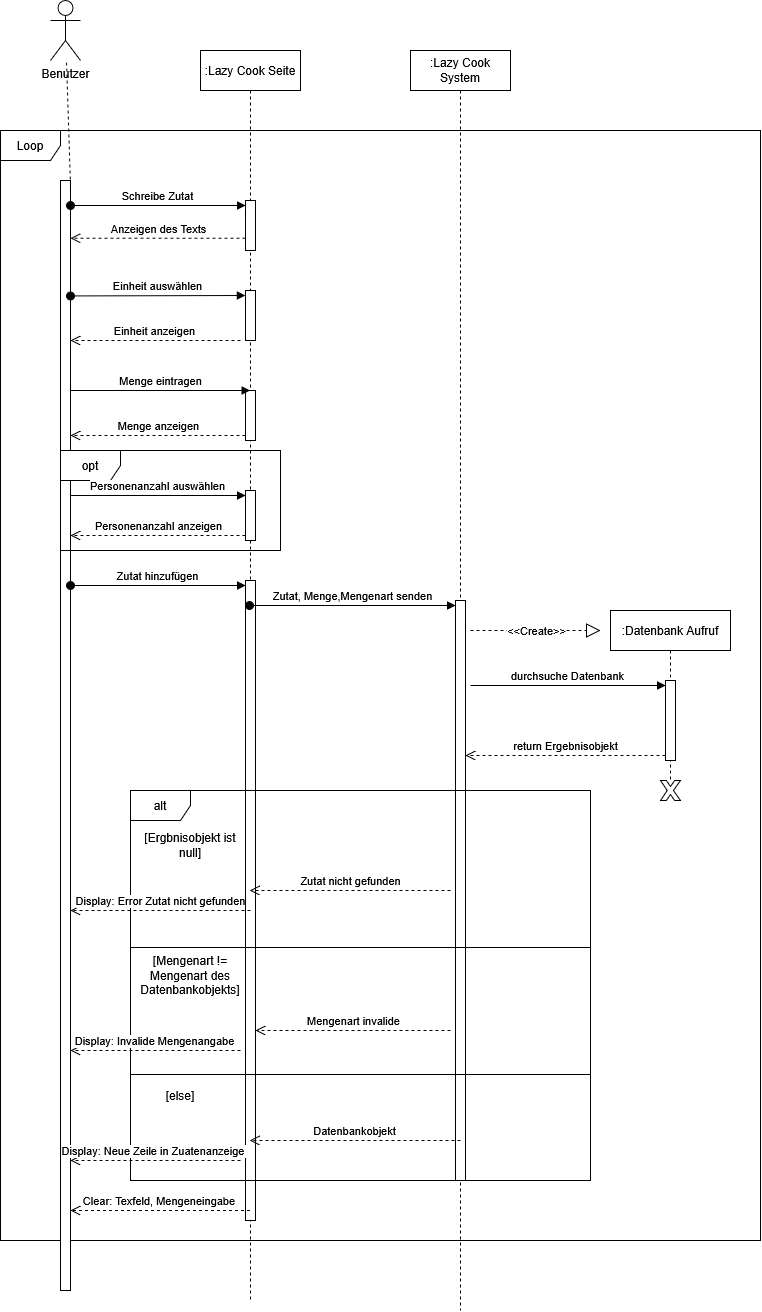 Benutzer
:Lazy Cook Seite
:Lazy Cook
System
Loop
Schreibe Zutat
Anzeigen des Texts
Einheit auswählen
Einheit anzeigen
Menge eintragen
Menge anzeigen
opt
Personenanzahl auswählen
Personenanzahl anzeigen
Zutat hinzufügen
Zutat, Menge,Mengenart senden
<<Create>>
:Datenbank Aufruf
durchsuche Datenbank
return Ergebnisobjekt
alt
[Ergbnisobjekt ist
null]
Zutat nicht gefunden
Display: Error Zutat nicht gefunden
[Mengenart !=
Mengenart des
Datenbankobjekts]
Mengenart invalide
Display: Invalide Mengenangabe
[else]
Datenbankobjekt
Display: Neue Zeile in Zuatenanzeige
Clear: Texfeld, Mengeneingabe